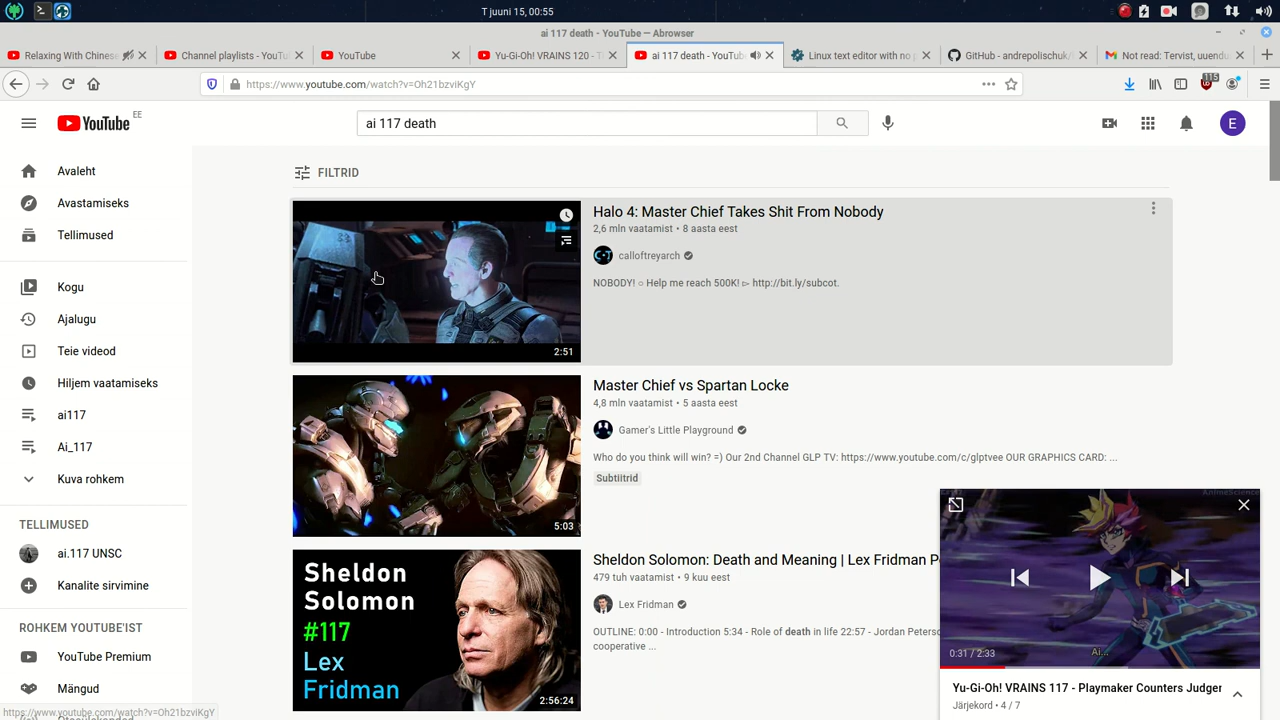 T juuni 15, 00:55
ai 117 death - YouTube — Abrowser
Relaxing With Chinese
Channel playlists - YouTu
YouTube
Yu-Gi-Oh! VRAINS 120 - T
ai 117 death - YouTube
Linux text editor with no p
GitHub - andrepolischuk/
Not read: Tervist, uuendu
https://www.youtube.com/watch?v=Oh21bzviKgY
115
YouTube EE
ai 117 death
E
Avaleht
Avastamiseks
Tellimused
Kogu
Ajalugu
Teie videod
Hiljem vaatamiseks
ai117
Ai_117
Kuva rohkem
TELLIMUSED
ai.117 UNSC
Kanalite sirvimine
ROHKEM YOUTUBE'IST
YouTube Premium
Mängud
https://www.youtube.com/watch?v=Oh21bzviKgY
FILTRID
2:51
Halo 4: Master Chief Takes Shit From Nobody
2,6 mln vaatamist • 8 aasta eest
calloftreyarch
NOBODY! ○ Help me reach 500K! ▻ http://bit.ly/subcot.
5:03
Master Chief vs Spartan Locke
4,8 mln vaatamist • 5 aasta eest
Gamer's Little Playground
Who do you think will win? =) Our 2nd Channel GLP TV: https://www.youtube.com/c/glptvee OUR GRAPHICS CARD: ...
Subtiitrid
Sheldon
Solomon
#117
Lex
Fridman
2:56:24
Sheldon Solomon: Death and Meaning | Lex Fridman P
479 tuh vaatamist • 9 kuu eest
Lex Fridman
OUTLINE: 0:00 - Introduction 5:34 - Role of death in life 22:57 - Jordan Peterso
cooperative ...
AnimeScience
0:31 / 2:33
Ai...
Yu-Gi-Oh! VRAINS 117 - Playmaker Counters Judger
Järjekord • 4 / 7